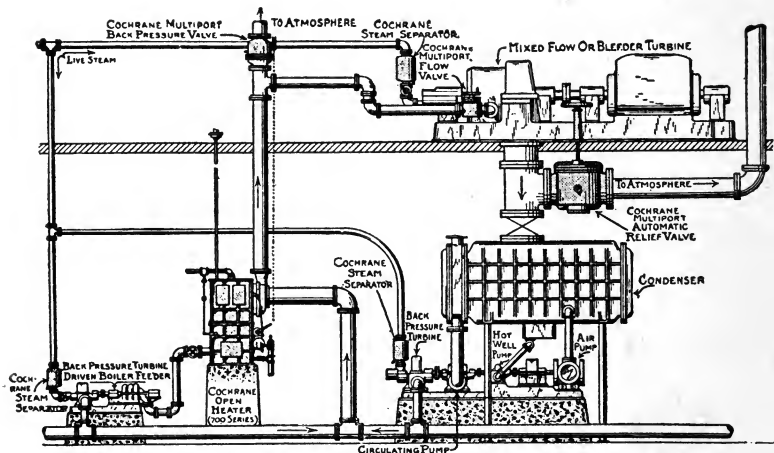 COCHRANE MULTIPORT
BACK PRESSURE VALVE
TO ATMOSPHERE
COCHRANE
STEAM SEPARATOR
COCHRANE
MULTIPORT
FLOW
VALVE
MIXED FLOW OR BLEEDER TURBINE
LIVE STEAM
TO ATMOSPHERE
COCHRANE
MULTIPORT
AUTOMATIC
RELIEF VALVE
COCHRANE
STEAM
SEPARATOR
CONDENSER
BACK
PRESSURE
TURBINE
HOT
WELL
PUMP
AIR
PUMP
BACK PRESSURE TURBINE
DRIVEN BOILER FEEDER
COCH-
RANE
STEAM
SEPARATOR
COCHRANE
OPEN
HEATER
(700 SERIES)
CIRCULATING PUMP